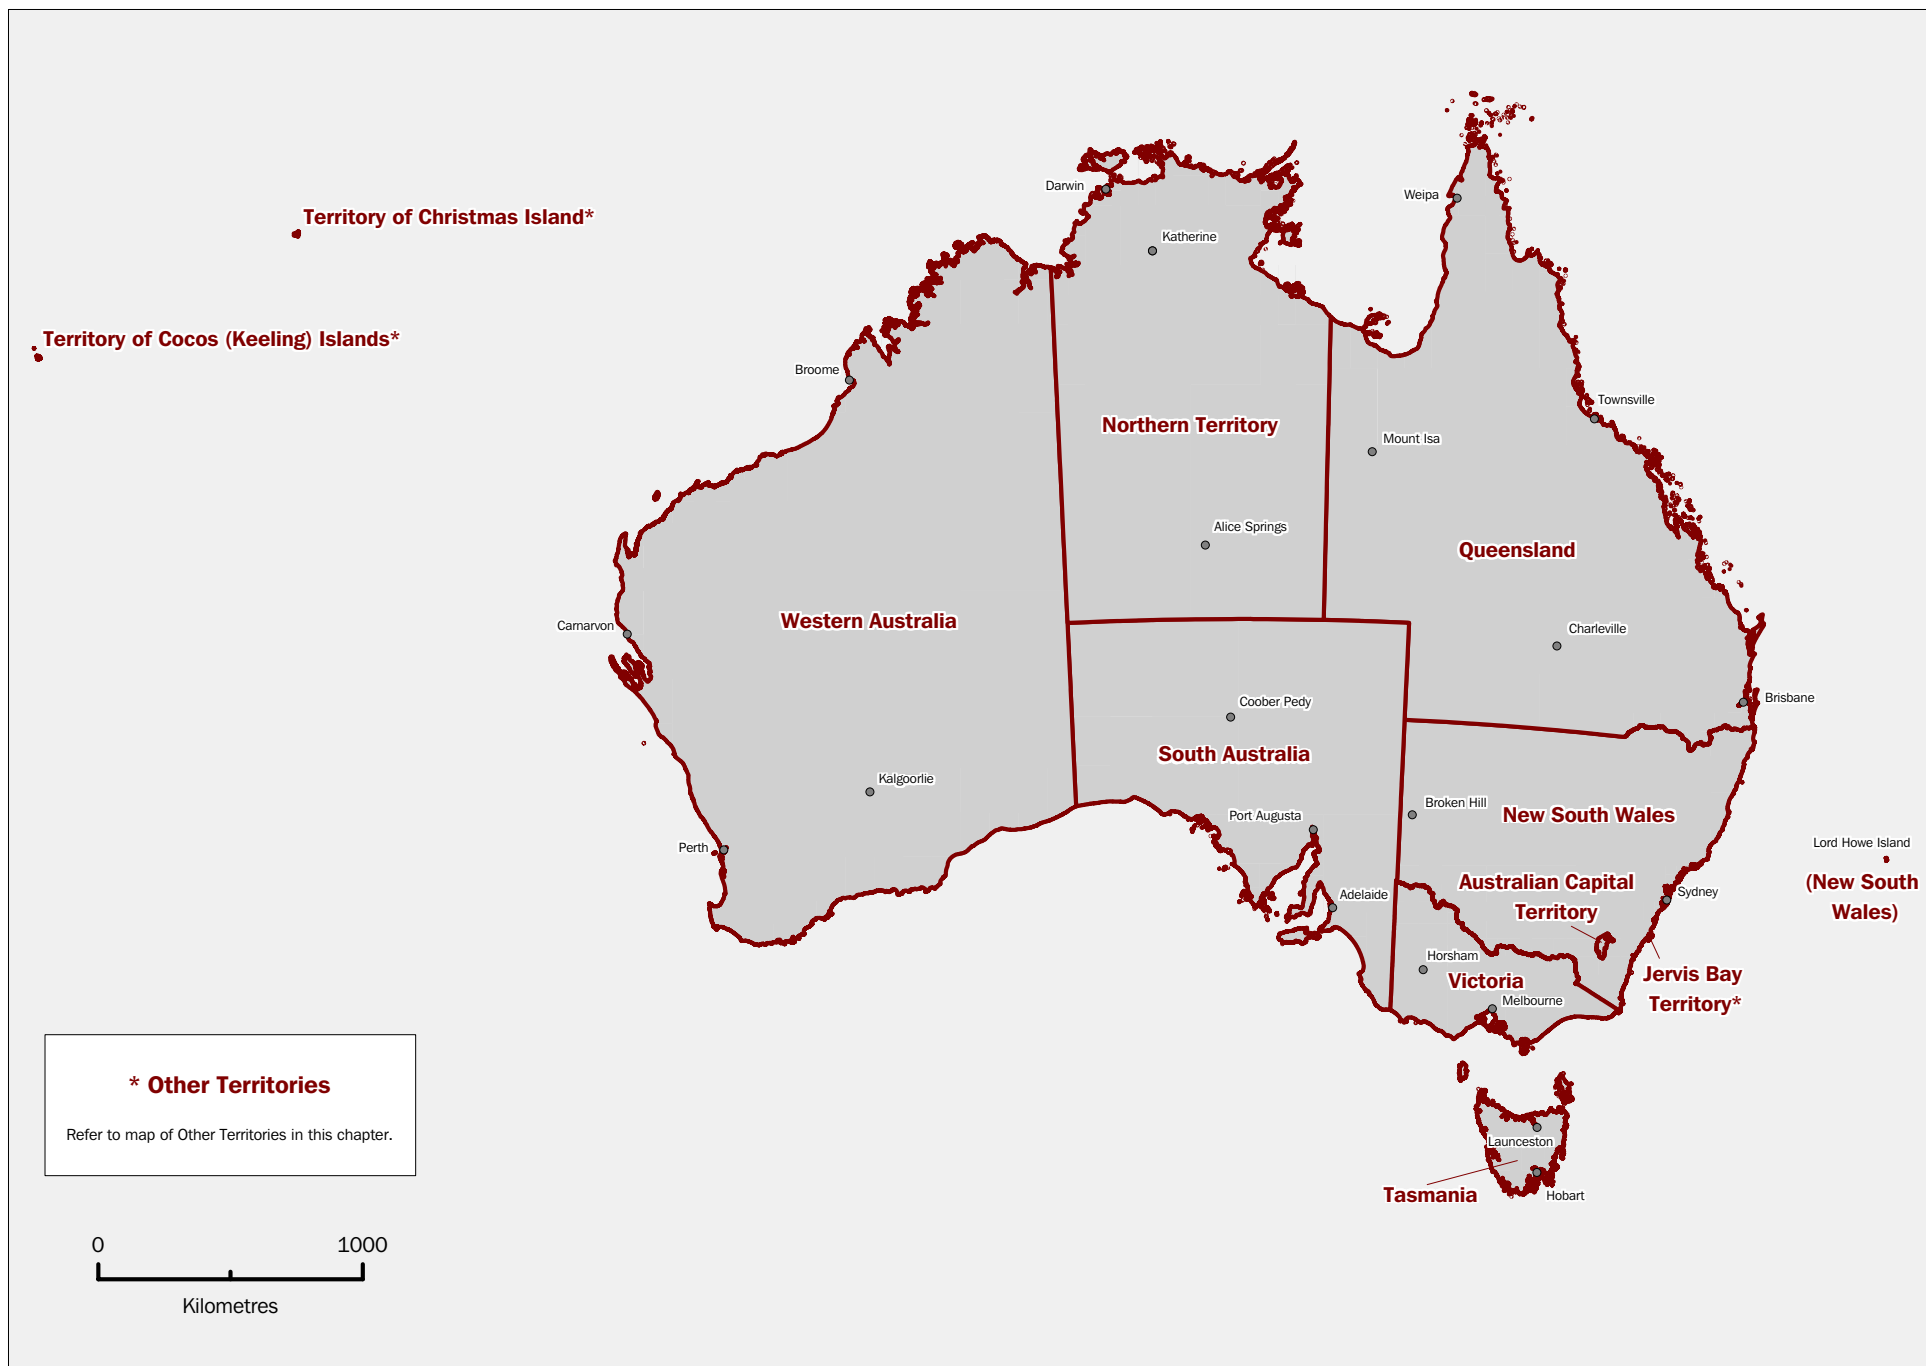 Darwin
Weipa
Territory of Christmas Island*
Katherine
Territory of Cocos (Keeling) Islands*
Broome
Townsville
Northern Territory
Mount Isa
Alice Springs
Queensland
Western Australia
Carnarvon
Charleville
Coober Pedy
Brisbane
South Australia
Kalgoorlie
Broken Hill
Port Augusta
New South Wales
Perth
Lord Howe Island
(New South
Wales)
Australian Capital
Territory
Sydney
Adelaide
Horsham
Victoria
Jervis Bay
Territory*
Melbourne
* Other Territories
Refer to map of Other Territories in this chapter.
Launceston
Tasmania
Hobart
0 1000
Kilometres